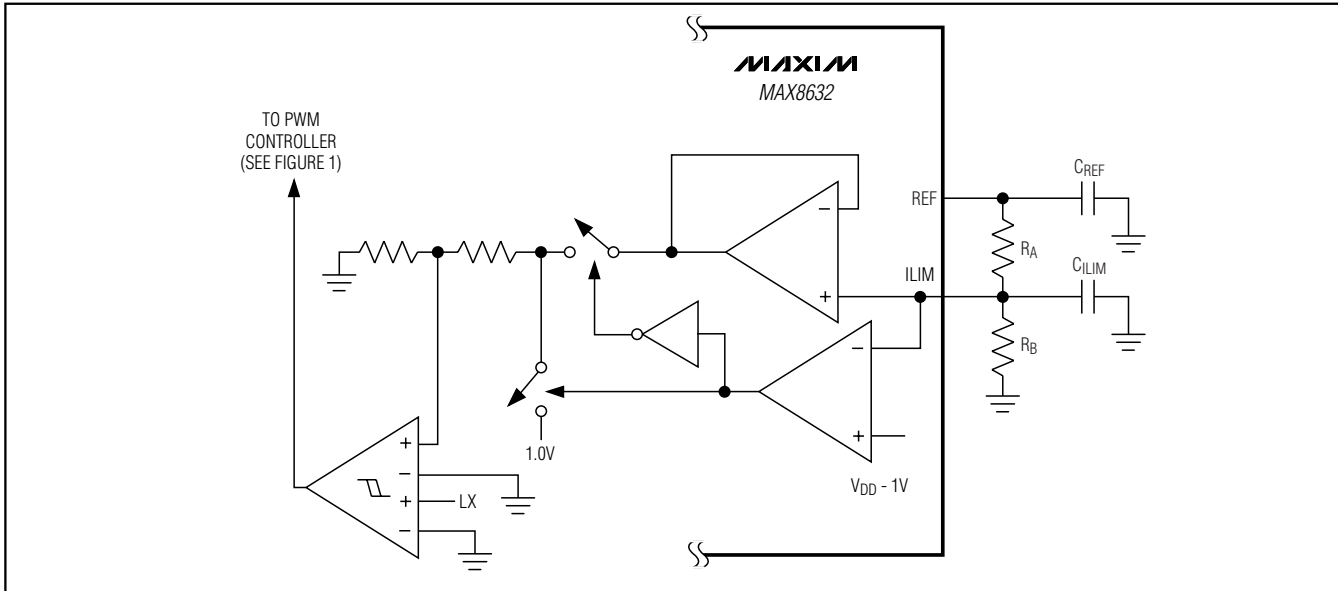 MAXIM
MAX8632
TO PWM
CONTROLLER
(SEE FIGURE 1)
REF
CREF
RA
ILIM
CILIM
RB
−
+
−
+
VDD - 1V
1.0V
+
−
+
−
LX